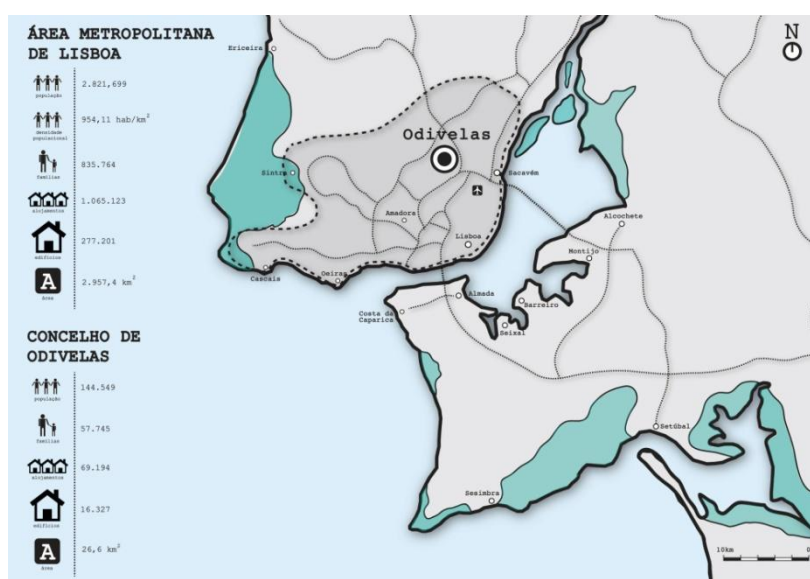 ÁREA METROPOLITANA
DE LISBOA
população
2.821,699
densidade
populacional
954,11 hab/km²
famílias
835.764
alojamentos
1.065.123
edifícios
277.201
A
área
2.957,4 km²
CONCELHO DE
ODIVELAS
população
144.549
famílias
57.745
alojamentos
69.194
edifícios
16.327
A
área
26,6 km²
N
Ericeira
Odivelas
Sintra
Sacavém
Amadora
Lisboa
Alcochete
Montijo
Cascais
Oeiras
Almada
Barreiro
Costa da
Caparica
Seixal
Setúbal
Sesimbra
10km
0